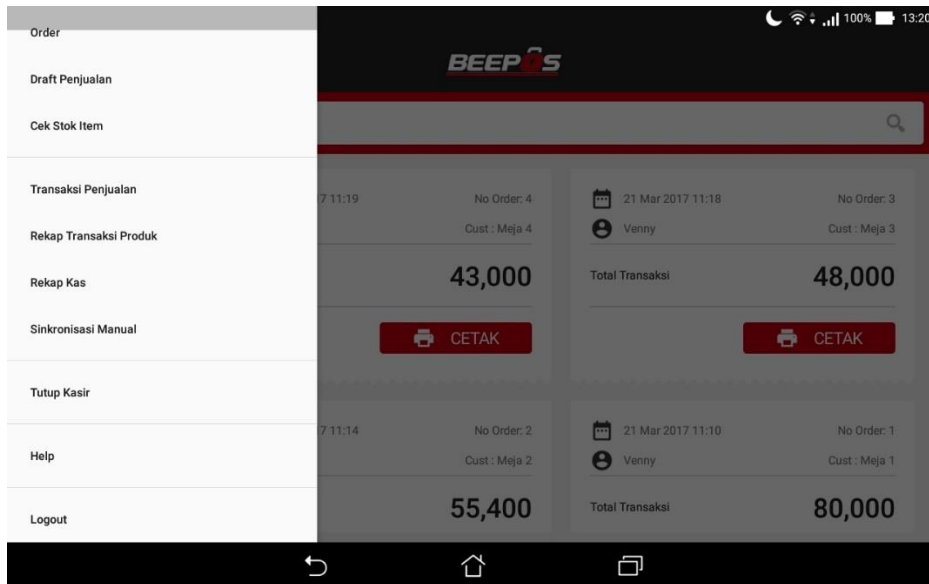 100% 13:20
BEEPOS
Order
Draft Penjualan
Cek Stok Item
Transaksi Penjualan
Rekap Transaksi Produk
Rekap Kas
Sinkronisasi Manual
Tutup Kasir
Help
Logout
7 11:19 No Order: 4
Cust : Meja 4
43,000
CETAK
21 Mar 2017 11:18 No Order: 3
Venny Cust : Meja 3
Total Transaksi 48,000
CETAK
7 11:14 No Order: 2
Cust : Meja 2
55,400
21 Mar 2017 11:10 No Order: 1
Venny Cust : Meja 1
Total Transaksi 80,000